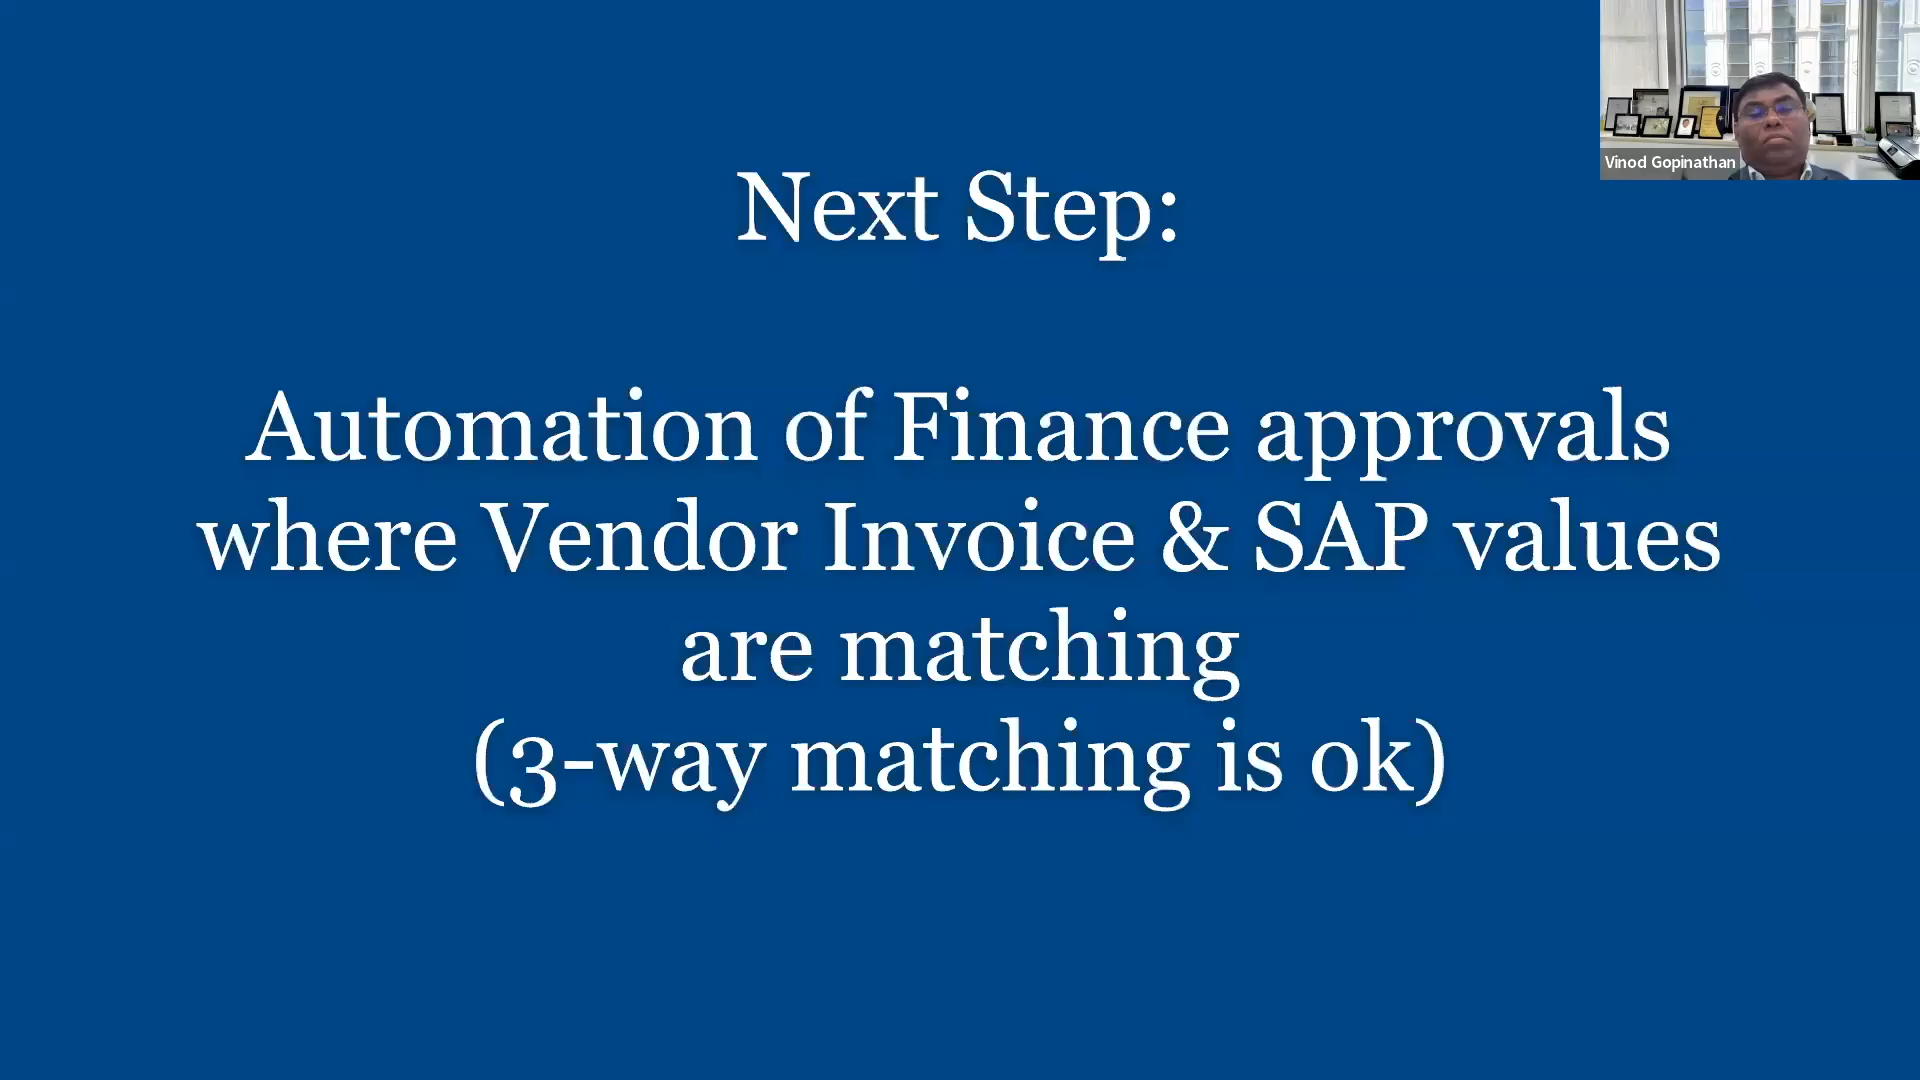 Vinod Gopinathan
Next Step:
Automation of Finance approvals
where Vendor Invoice & SAP values
are matching
(3-way matching is ok)